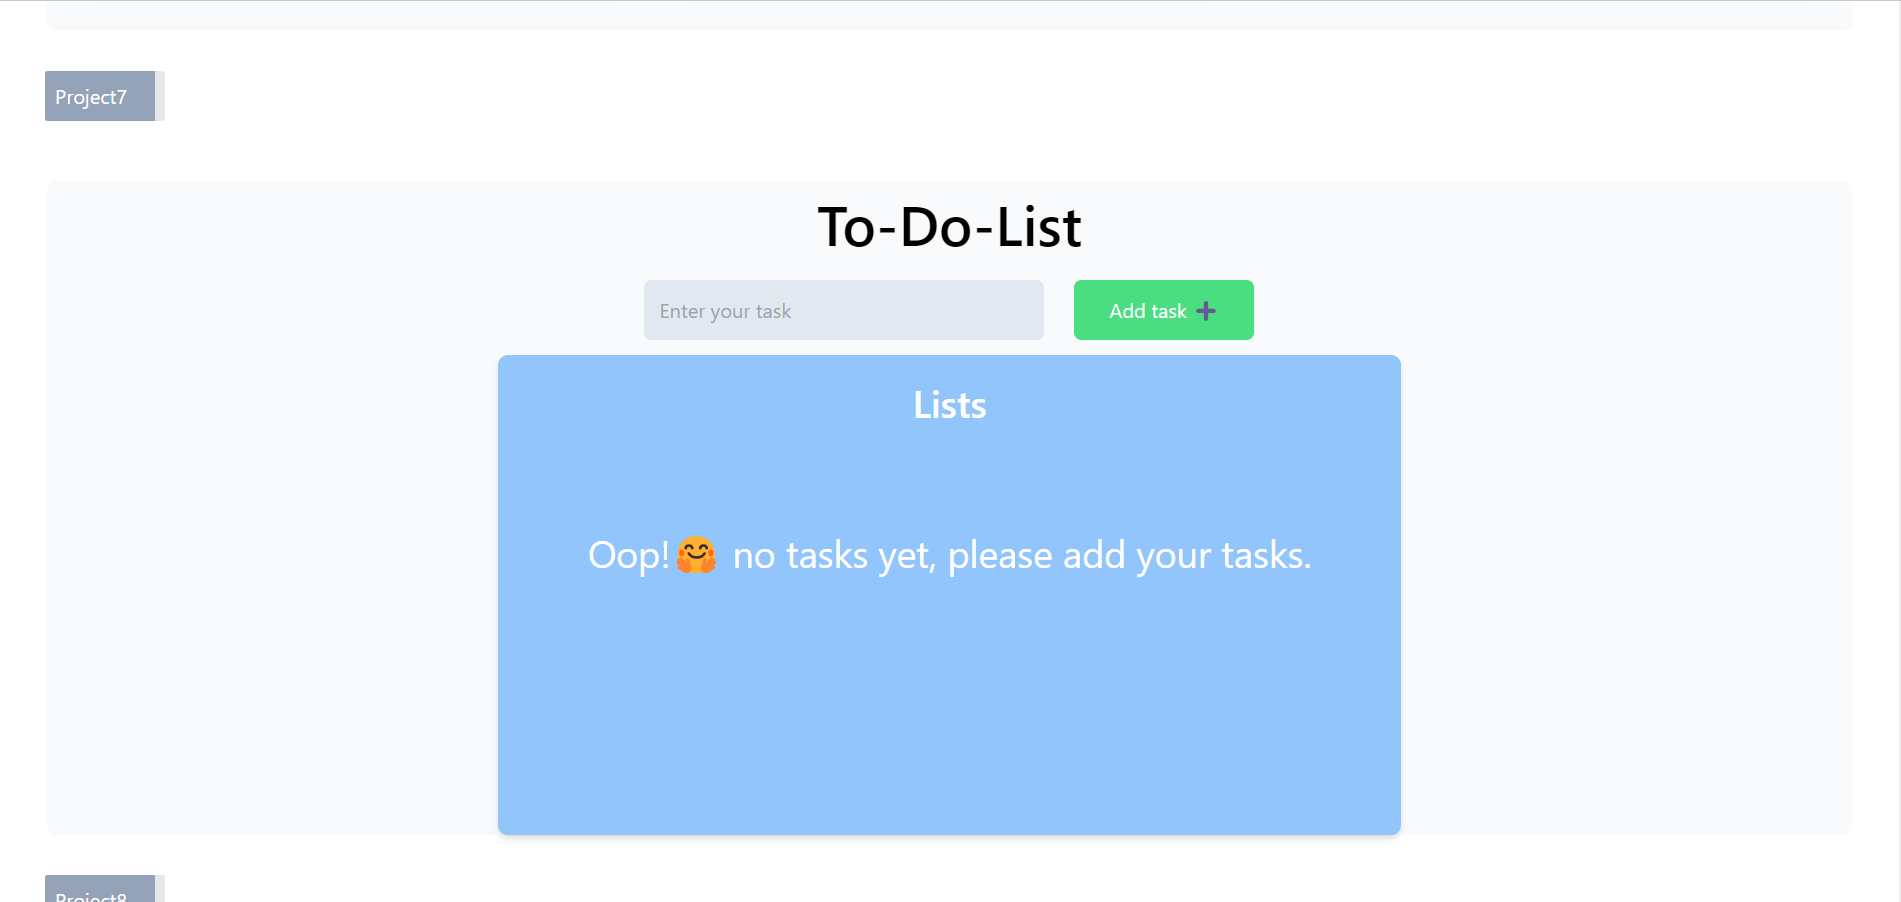 Project7
To-Do-List
Enter your task
Add task ➕
Lists
Oop!🤗 no tasks yet, please add your tasks.
Project8